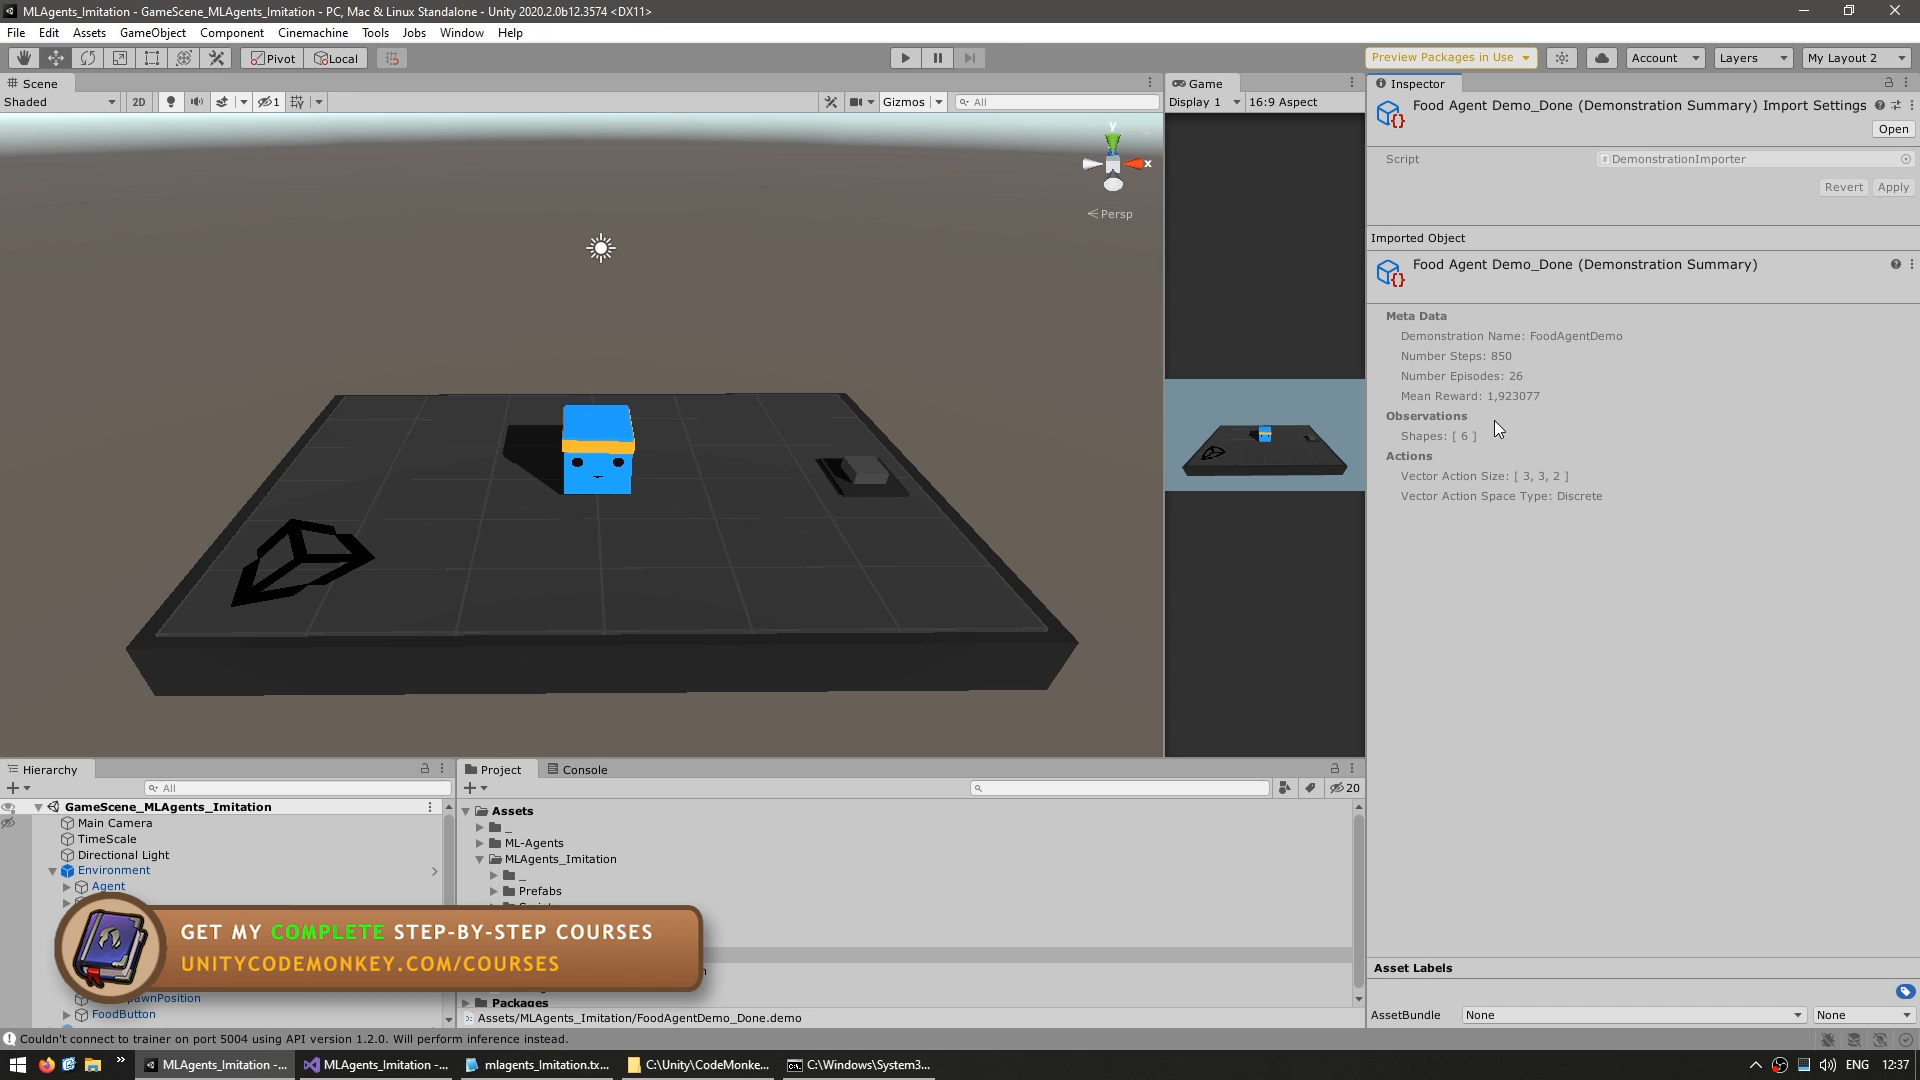 MLAgents_Imitation - GameScene_MLAgents_Imitation - PC, Mac & Linux Standalone - Unity 2020.2.0b12.3574 <DX11>
File Edit Assets GameObject Component Cinemachine Tools Jobs Window Help
Pivot Local Preview Packages in Use Account Layers My Layout 2
Scene Game Inspector
Shaded 2D 1 Gizmos All Display 1 16:9 Aspect
Food Agent Demo_Done (Demonstration Summary) Import Settings
Open
Script DemonstrationImporter
Revert Apply
y
x
Persp
Imported Object
Food Agent Demo_Done (Demonstration Summary)
Meta Data
Demonstration Name: FoodAgentDemo
Number Steps: 850
Number Episodes: 26
Mean Reward: 1,923077
Observations
Shapes: [ 6 ]
Actions
Vector Action Size: [ 3, 3, 2 ]
Vector Action Space Type: Discrete
Hierarchy
All
GameScene_MLAgents_Imitation
Main Camera
TimeScale
Directional Light
Environment
Agent
FoodButton
Project Console
20
Assets
_
ML-Agents
MLAgents_Imitation
_
Prefabs
Packages
Assets/MLAgents_Imitation/FoodAgentDemo_Done.demo
GET MY COMPLETE STEP-BY-STEP COURSES
UNITYCODEMONKEY.COM/COURSES
Asset Labels
AssetBundle None None
Couldn't connect to trainer on port 5004 using API version 1.2.0. Will perform inference instead.
MLAgents_Imitation -... MLAgents_Imitation -... mlagents_Imitation.tx... C:\Unity\CodeMonke... C:\Windows\System3... ENG 12:37